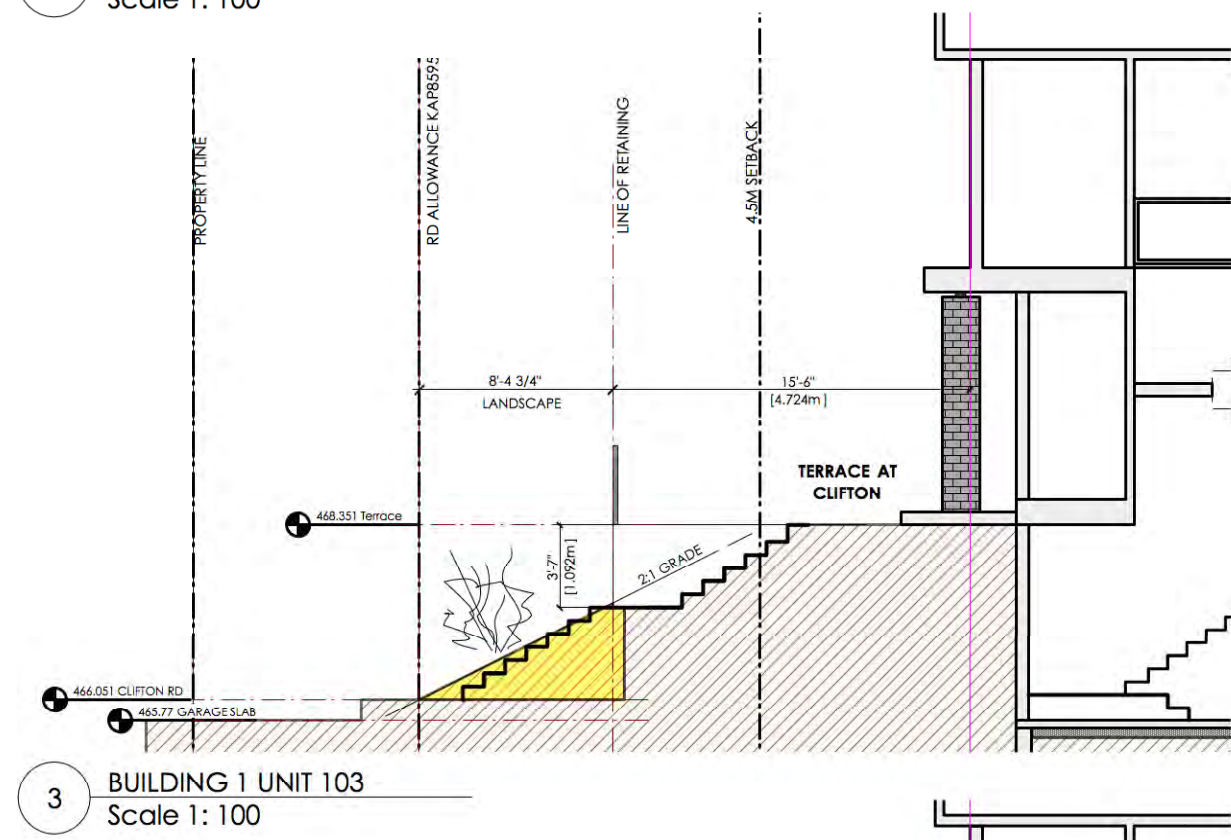 Scale 1: 100
PROPERTY LINE
RD ALLOWANCE KAP8595
LINE OF RETAINING
4.5M SETBACK
8'-4 3/4"
LANDSCAPE
15'-6"
[4.724m]
TERRACE AT
CLIFTON
468.351 Terrace
3'-7"
[1.092m]
2:1 GRADE
466.051 CLIFTON RD
465.77 GARAGE SLAB
3
BUILDING 1 UNIT 103
Scale 1: 100